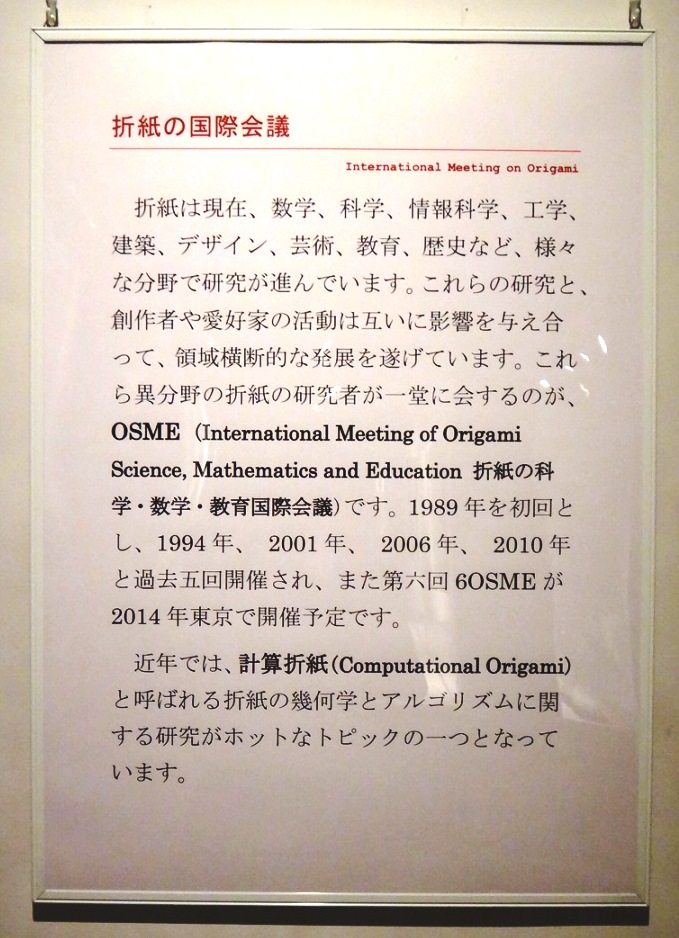 折紙の国際会議
International Meeting on Origami
折紙は現在、数学、科学、情報科学、工学、
建築、デザイン、芸術、教育、歴史など、様々
な分野で研究が進んでいます。これらの研究と、
創作者や愛好家の活動は互いに影響を与え合
って、領域横断的な発展を遂げています。これ
ら異分野の折紙の研究者が一堂に会するのが、
OSME (International Meeting of Origami
Science, Mathematics and Education 折紙の科
学・数学・教育国際会議)です。1989 年を初回と
し、1994 年、 2001 年、 2006 年、 2010 年
と過去五回開催され、また第六回 6OSME が
2014 年東京で開催予定です。
近年では、計算折紙(Computational Origami)
と呼ばれる折紙の幾何学とアルゴリズムに関
する研究がホットなトピックの一つとなって
います。